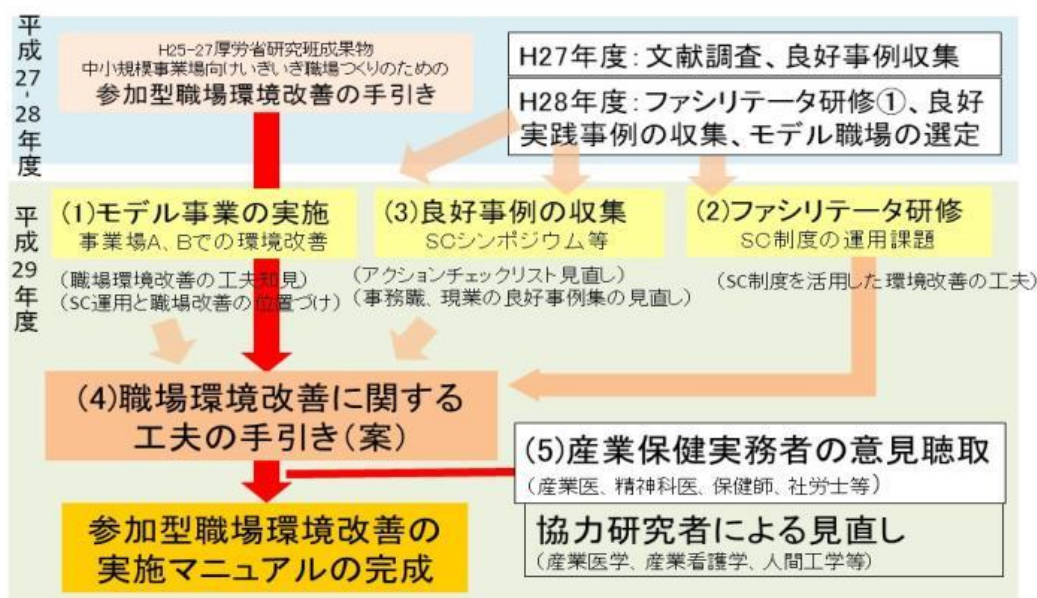 平成27-28年度
H25-27厚労省研究班成果物
中小規模事業場向けいきいき職場づくりのための
参加型職場環境改善の手引き
H27年度：文献調査、良好事例収集
H28年度：ファシリテータ研修①、良好
実践事例の収集、モデル職場の選定
平成29年度
(1)モデル事業の実施
事業場A、Bでの環境改善
(職場環境改善の工夫知見)
(SC運用と職場改善の位置づけ)
(3)良好事例の収集
SCシンポジウム等
(アクションチェックリスト見直し)
(事務職、現業の良好事例集の見直し)
(2)ファシリテータ研修
SC制度の運用課題
(SC制度を活用した環境改善の工夫)
(4)職場環境改善に関する
工夫の手引き(案)
(5)産業保健実務者の意見聴取
(産業医、精神科医、保健師、社労士等)
協力研究者による見直し
(産業医学、産業看護学、人間工学等)
参加型職場環境改善の
実施マニュアルの完成